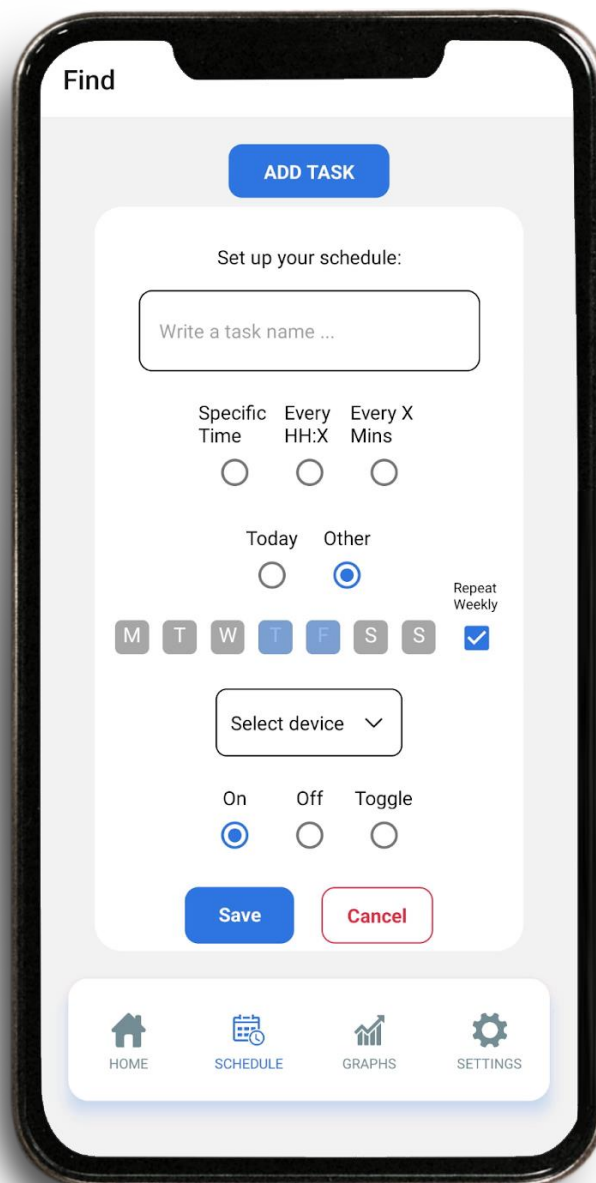 Find
ADD TASK
Set up your schedule:
Write a task name ...
Specific Time
Every HH:X
Every X Mins
Today Other
Repeat Weekly
M T W T F S S
Select device
On Off Toggle
Save Cancel
HOME SCHEDULE GRAPHS SETTINGS